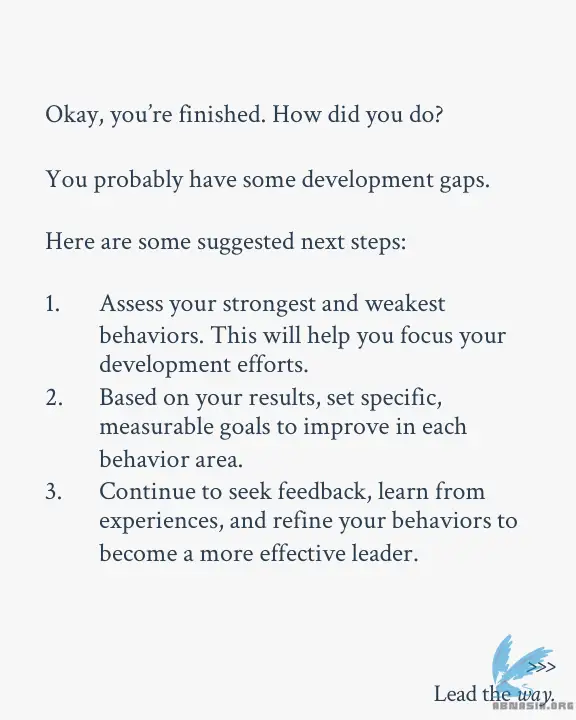 Okay, you’re finished. How did you do?
You probably have some development gaps.
Here are some suggested next steps:
1. Assess your strongest and weakest
behaviors. This will help you focus your
development efforts.
2. Based on your results, set specific,
measurable goals to improve in each
behavior area.
3. Continue to seek feedback, learn from
experiences, and refine your behaviors to
become a more effective leader.
>>>
Lead the way.
ABNASIA.ORG